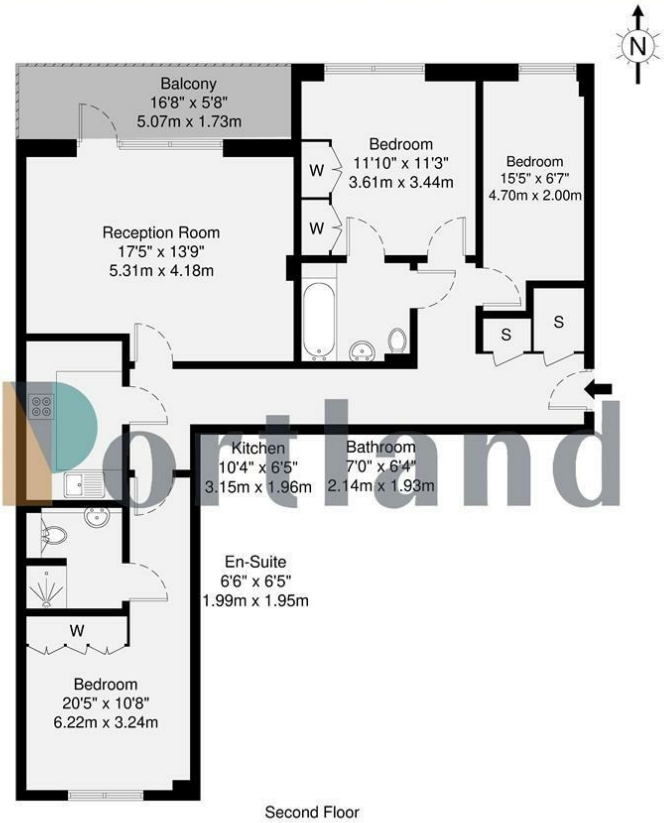 N
Balcony
16'8" x 5'8"
5.07m x 1.73m
Bedroom
11'10" x 11'3"
3.61m x 3.44m
Bedroom
15'5" x 6'7"
4.70m x 2.00m
W
W
Reception Room
17'5" x 13'9"
5.31m x 4.18m
S
S
Portland
Kitchen
10'4" x 6'5"
3.15m x 1.96m
Bathroom
7'0" x 6'4"
2.14m x 1.93m
En-Suite
6'6" x 6'5"
1.99m x 1.95m
W
Bedroom
20'5" x 10'8"
6.22m x 3.24m
Second Floor